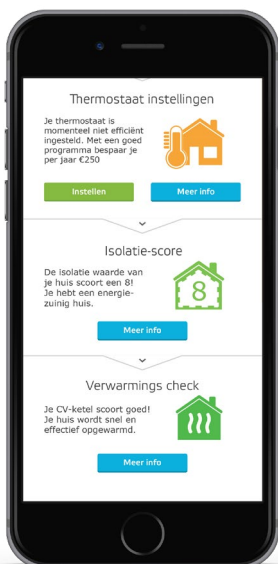 Thermostaat instellingen
Je thermostaat is
momenteel niet efficiënt
ingesteld. Met een goed
programma bespaar je
per jaar €250
Instellen
Meer info
Isolatie-score
De isolatie waarde van
je huis scoort een 8!
Je hebt een energie-
zuinig huis.
8
Meer info
Verwarmings check
Je CV-ketel scoort goed!
Je huis wordt snel en
effectief opgewarmd.
Meer info